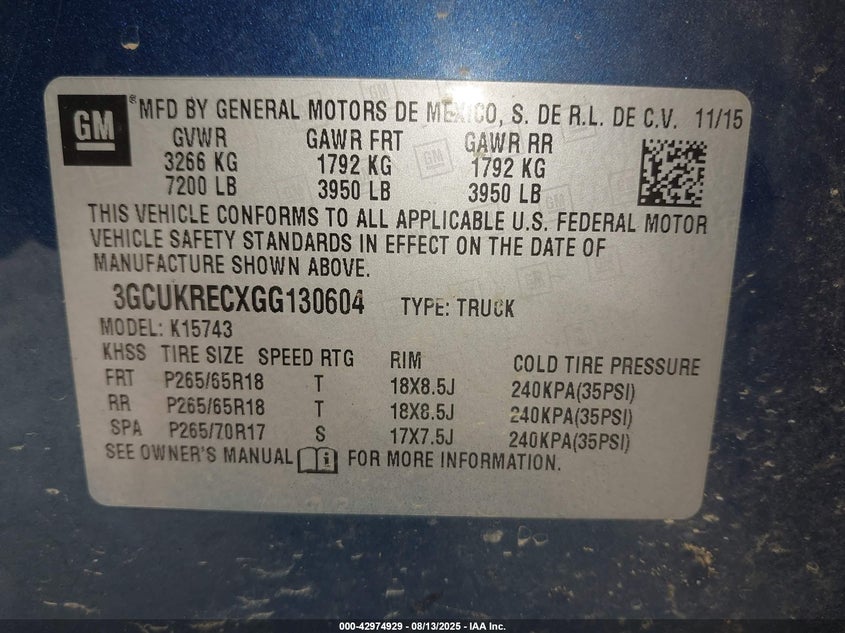 GM
® MFD BY GENERAL MOTORS DE MEXICO, S. DE R.L. DE C.V. 11/15
GVWR GAWR FRT GAWR RR
3266 KG 1792 KG 1792 KG
7200 LB 3950 LB 3950 LB
THIS VEHICLE CONFORMS TO ALL APPLICABLE U.S. FEDERAL MOTOR
VEHICLE SAFETY STANDARDS IN EFFECT ON THE DATE OF
MANUFACTURE SHOWN ABOVE.
3GCUKRECXGG130604 TYPE: TRUCK
MODEL: K15743
KHSS TIRE SIZE SPEED RTG RIM COLD TIRE PRESSURE
FRT P265/65R18 T 18X8.5J 240KPA(35PSI)
RR P265/65R18 T 18X8.5J 240KPA(35PSI)
SPA P265/70R17 S 17X7.5J 240KPA(35PSI)
SEE OWNER'S MANUAL FOR MORE INFORMATION.
000-42974929 - 08/13/2025 - IAA Inc.